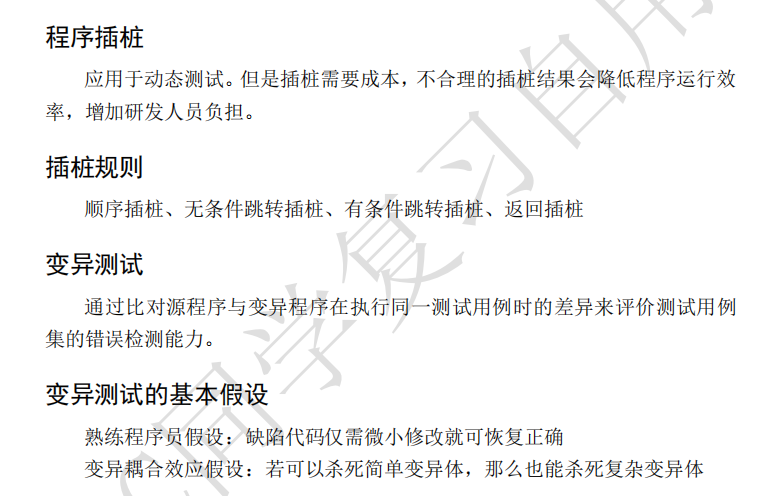 程序插桩
应用于动态测试。但是插桩需要成本，不合理的插桩结果会降低程序运行效
率，增加研发人员负担。
插桩规则
顺序插桩、无条件跳转插桩、有条件跳转插桩、返回插桩
变异测试
通过比对源程序与变异程序在执行同一测试用例时的差异来评价测试用例
集的错误检测能力。
变异测试的基本假设
熟练程序员假设：缺陷代码仅需微小修改就可恢复正确
变异耦合效应假设：若可以杀死简单变异体，那么也能杀死复杂变异体
C同学复习自用